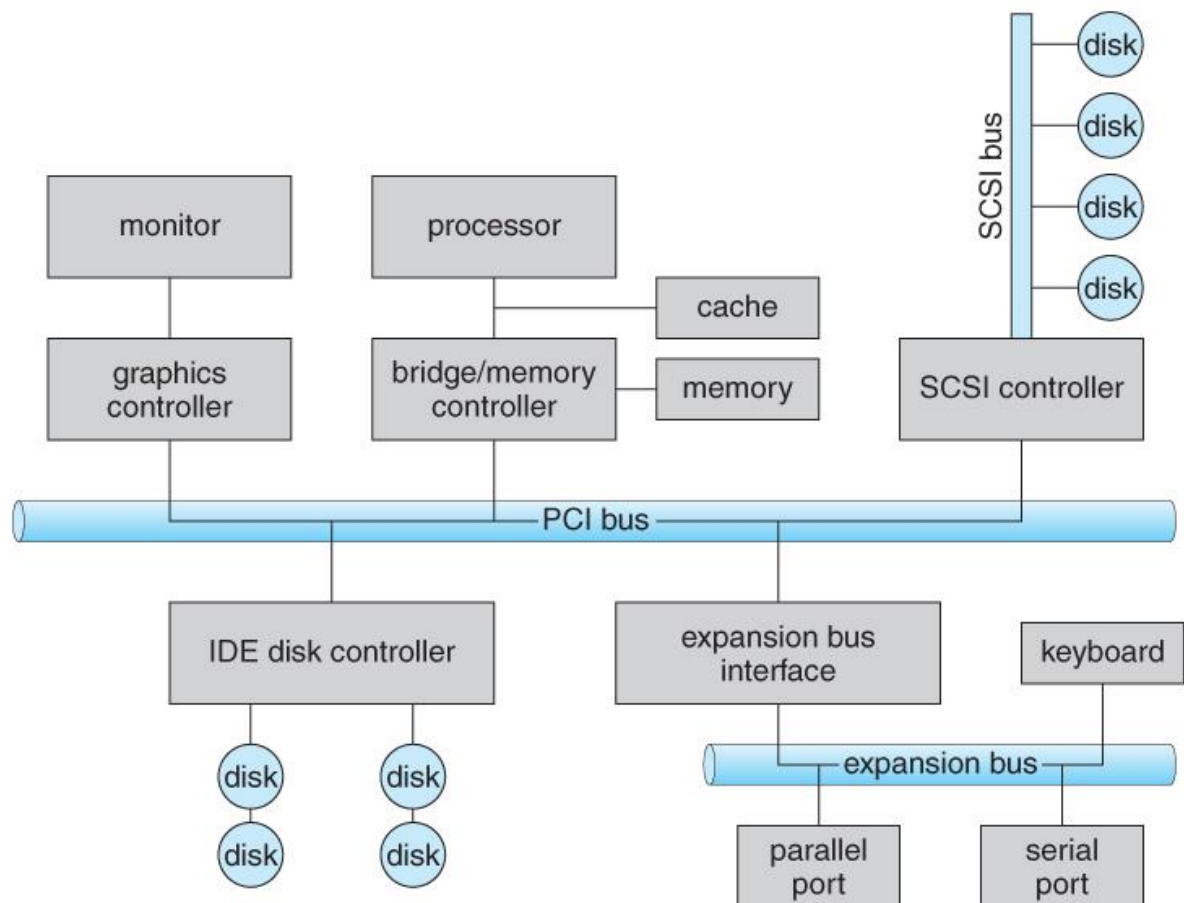 disk
disk
disk
disk
SCSI bus
monitor
processor
cache
graphics
controller
bridge/memory
controller
memory
SCSI controller
PCI bus
IDE disk controller
expansion bus
interface
keyboard
disk
disk
expansion bus
disk
disk
parallel
port
serial
port